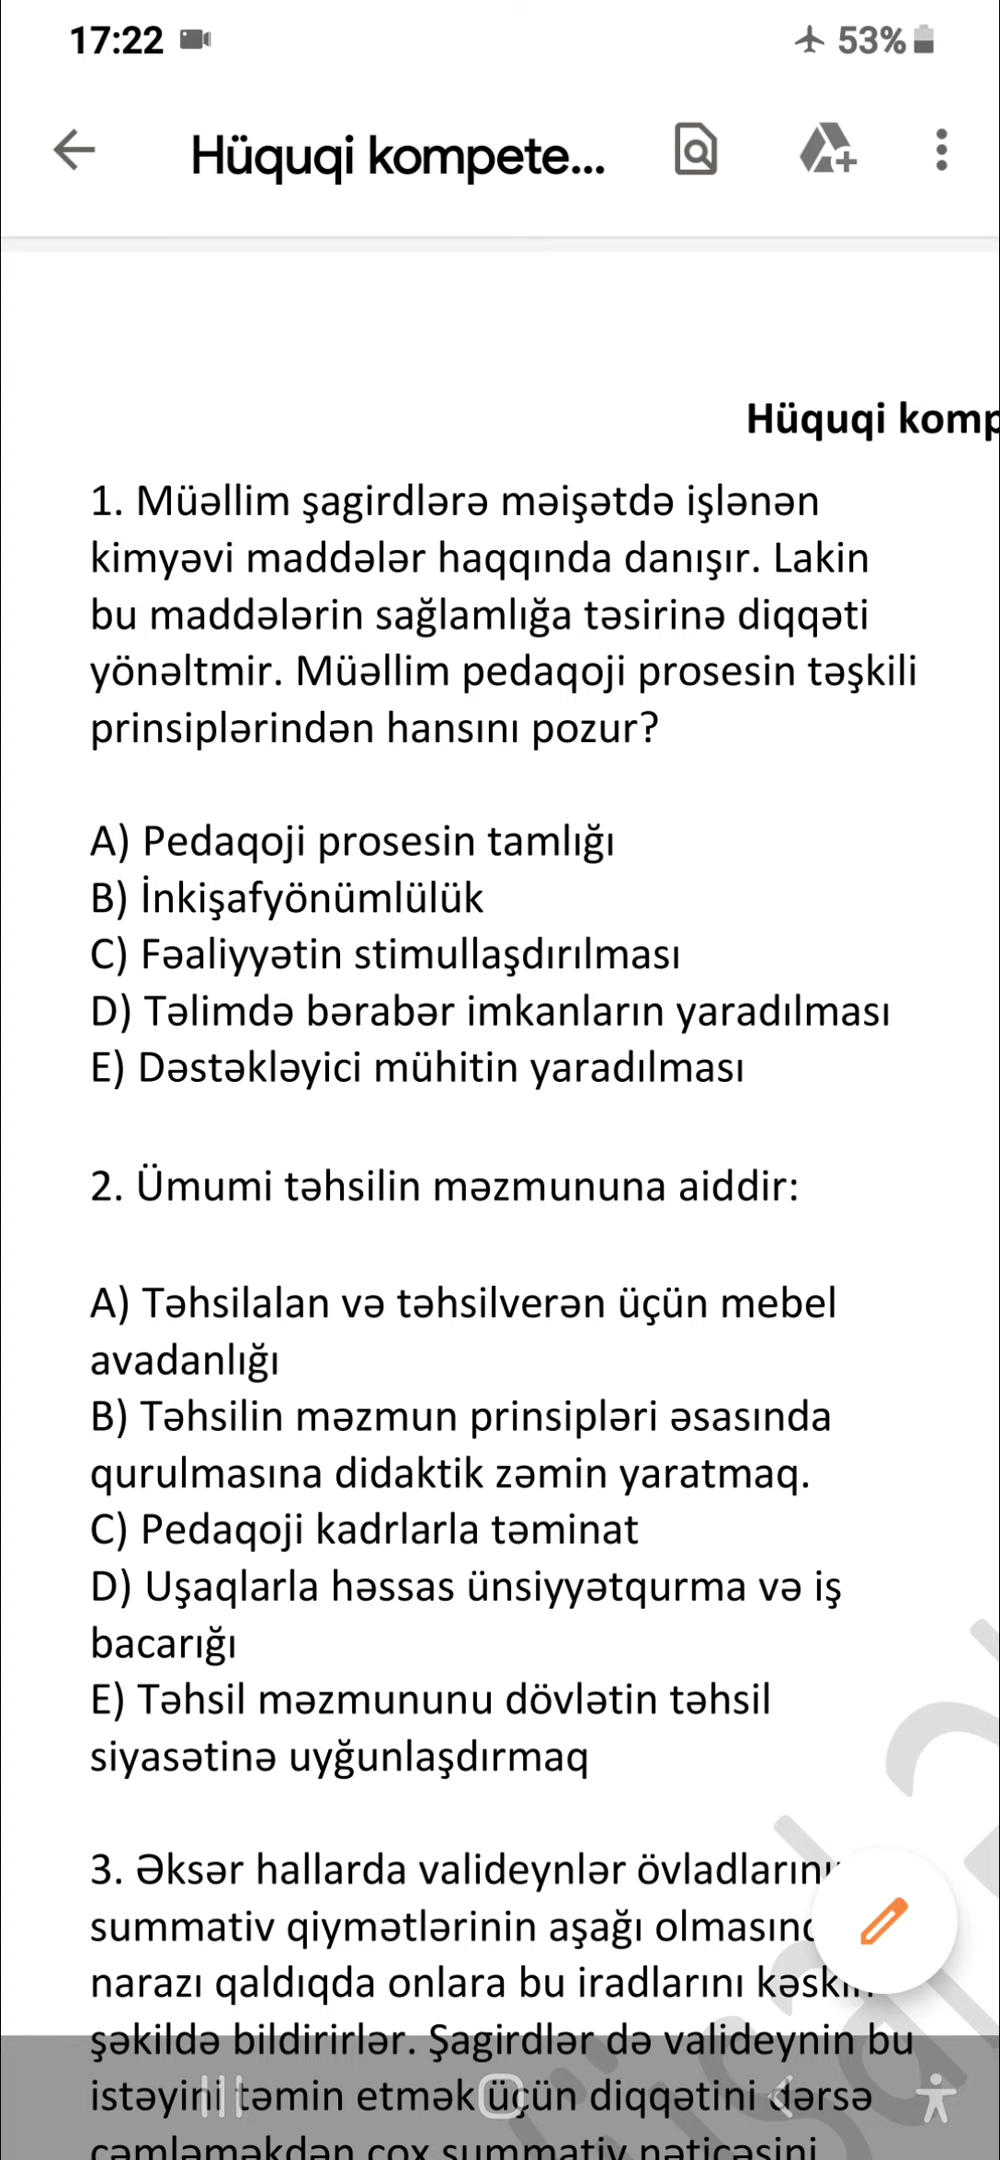 17:22
53%
Hüquqi kompete...
Hüquqi komp
1. Müəllim şagirdlərə məişətdə işlənən
kimyəvi maddələr haqqında danışır. Lakin
bu maddələrin sağlamlığa təsirinə diqqəti
yönəltmir. Müəllim pedaqoji prosesin təşkili
prinsiplərindən hansını pozur?
A) Pedaqoji prosesin tamlığı
B) İnkişafyönümlülük
C) Fəaliyyətin stimullaşdırılması
D) Təlimdə bərabər imkanların yaradılması
E) Dəstəkləyici mühitin yaradılması
2. Ümumi təhsilin məzmununa aiddir:
A) Təhsilalan və təhsilverən üçün mebel
avadanlığı
B) Təhsilin məzmun prinsipləri əsasında
qurulmasına didaktik zəmin yaratmaq.
C) Pedaqoji kadrlarla təminat
D) Uşaqlarla həssas ünsiyyətqurma və iş
bacarığı
E) Təhsil məzmununu dövlətin təhsil
siyasətinə uyğunlaşdırmaq
3. Əksər hallarda valideynlər
summativ qiymətlərinin aşağı
narazı qaldıqda onlara bu iradlarını
şəkildə bildirirlər. Şagirdlər də valideynin bu
istəyini təmin etmək üçün diqqətini dərsə
cəmləməkdən çox summativ nəticəsini